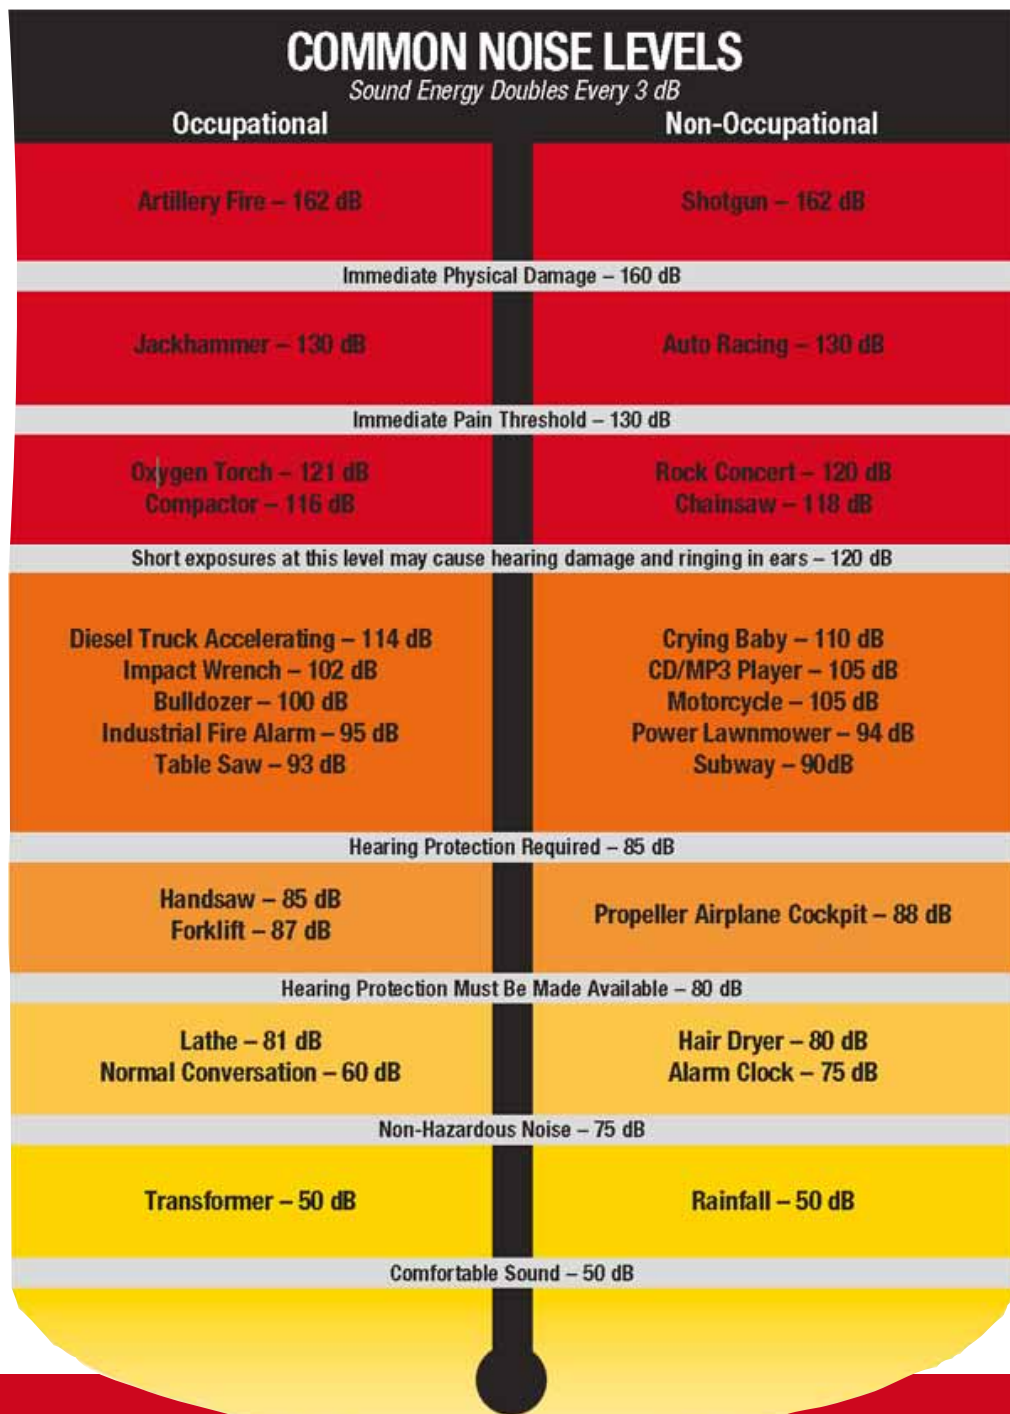 COMMON NOISE LEVELS
Sound Energy Doubles Every 3 dB
Occupational
Non-Occupational
Artillery Fire – 162 dB
Shotgun – 162 dB
Immediate Physical Damage – 160 dB
Jackhammer – 130 dB
Auto Racing – 130 dB
Immediate Pain Threshold – 130 dB
Oxygen Torch – 121 dB
Compactor – 116 dB
Rock Concert – 120 dB
Chainsaw – 118 dB
Short exposures at this level may cause hearing damage and ringing in ears – 120 dB
Diesel Truck Accelerating – 114 dB
Impact Wrench – 102 dB
Bulldozer – 100 dB
Industrial Fire Alarm – 95 dB
Table Saw – 93 dB
Crying Baby – 110 dB
CD/MP3 Player – 105 dB
Motorcycle – 105 dB
Power Lawnmower – 94 dB
Subway – 90dB
Hearing Protection Required – 85 dB
Handsaw – 85 dB
Forklift – 87 dB
Propeller Airplane Cockpit – 88 dB
Hearing Protection Must Be Made Available – 80 dB
Lathe – 81 dB
Normal Conversation – 60 dB
Hair Dryer – 80 dB
Alarm Clock – 75 dB
Non-Hazardous Noise – 75 dB
Transformer – 50 dB
Rainfall – 50 dB
Comfortable Sound – 50 dB